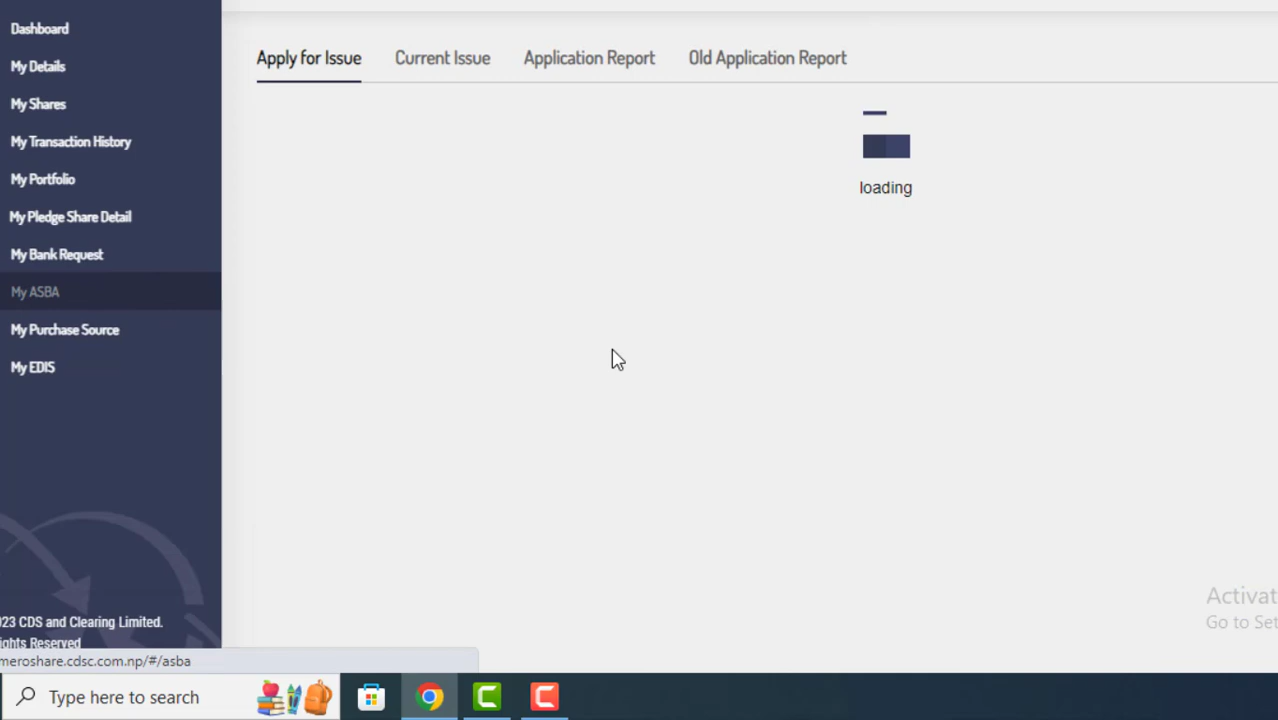 Dashboard
My Details
My Shares
My Transaction History
My Portfolio
My Pledge Share Detail
My Bank Request
My ASBA
My Purchase Source
My EDIS
Apply for Issue Current Issue Application Report Old Application Report
loading
Activat
Go to Set
023 CDS and Clearing Limited.
ights Reserved
meroshare.cdsc.com.np/#/asba
Type here to search